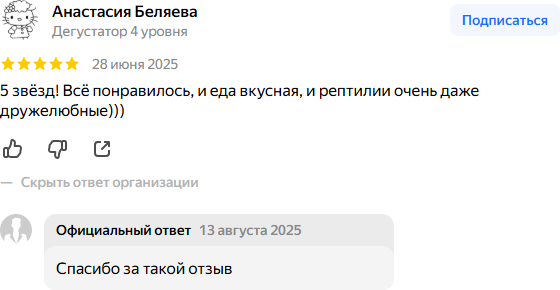 Анастасия Беляева
Дегустатор 4 уровня
Подписаться
28 июня 2025
5 звёзд! Всё понравилось, и еда вкусная, и рептилии очень даже
дружелюбные)))
— Скрыть ответ организации
Официальный ответ 13 августа 2025
Спасибо за такой отзыв